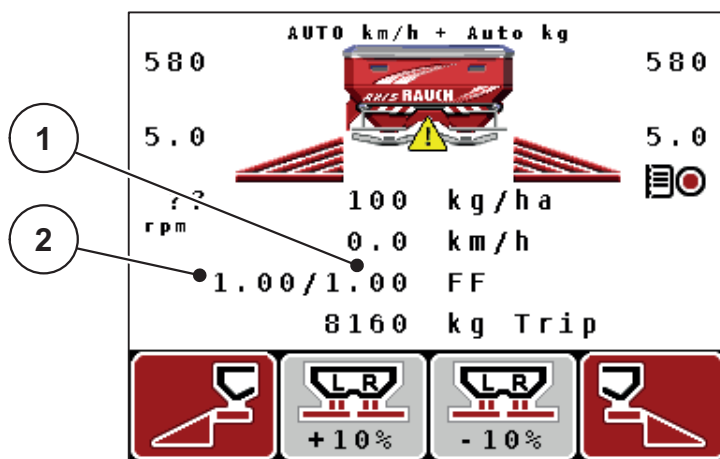 AUTO km/h + Auto kg
580 580
AXIS RAUCH
1
5.0 5.0
?? 100 kg/ha
rpm
2
0.0 km/h
1.00/1.00 FF
8160 kg Trip
L R L R
+10% -10%